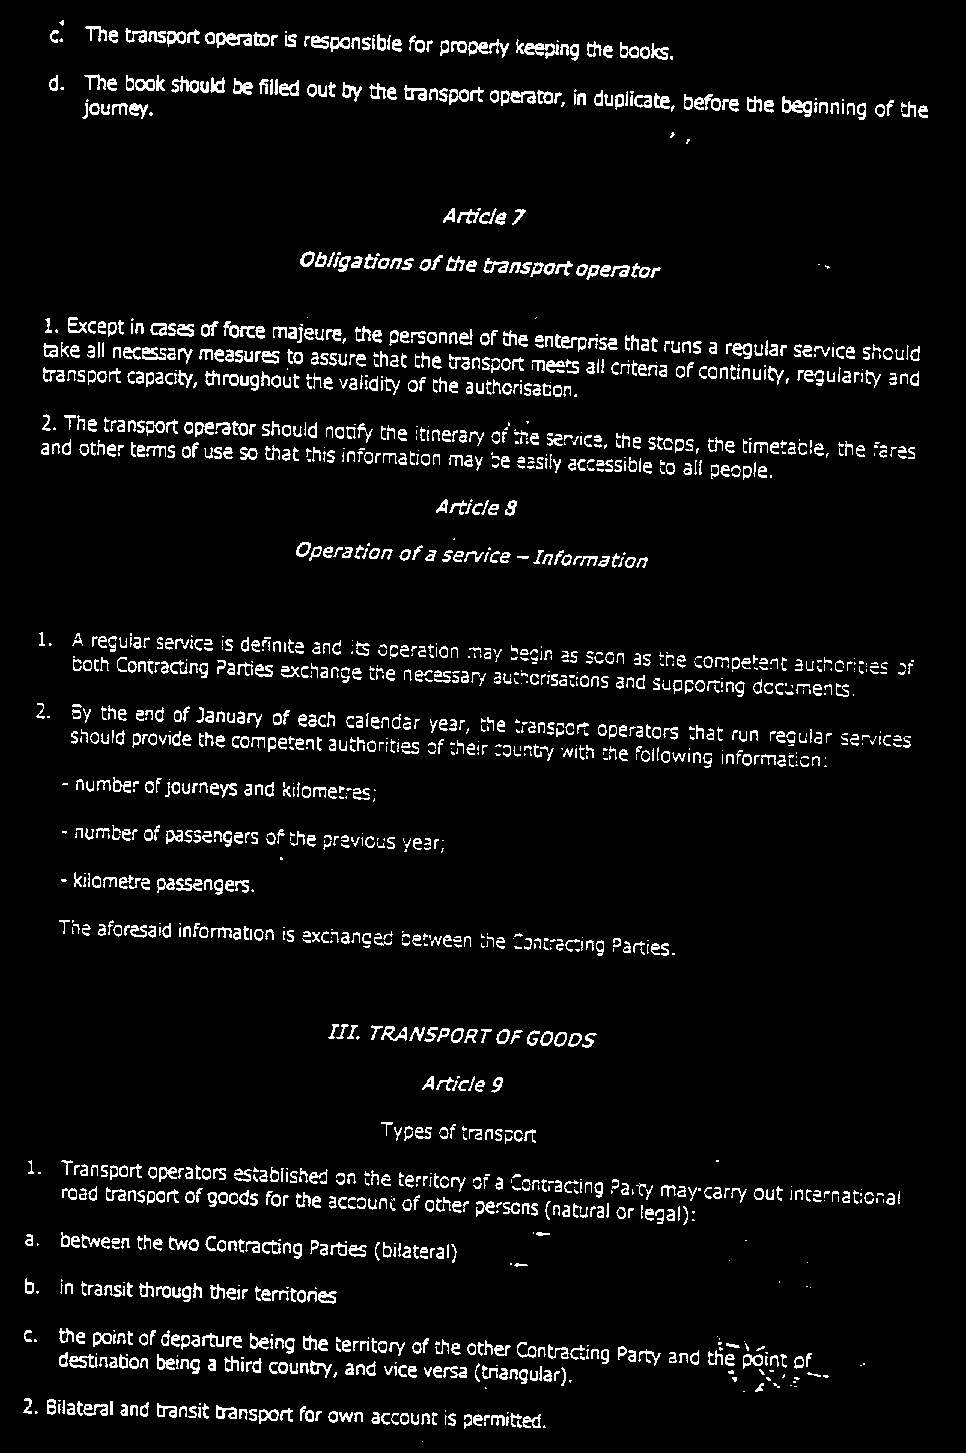 c. The transport operator is responsible for properly keeping the books.
d. The book should be filled out by the transport operator, in duplicate, before the beginning of the
journey.
Article 7
Obligations of the transport operator
1. Except in cases of force majeure, the personnel of the enterprise that runs a regular service should
take all necessary measures to assure that the transport meets all criteria of continuity, regularity and
transport capacity, throughout the validity of the authorisation.
2. The transport operator should notify the itinerary of the service, the stops, the timetable, the fares
and other terms of use so that this information may be easily accessible to all people.
Article 8
Operation of a service – Information
1. A regular service is definite and its operation may begin as soon as the competent authorities of
both Contracting Parties exchange the necessary authorisations and supporting documents.
2. By the end of January of each calendar year, the transport operators that run regular services
should provide the competent authorities of their country with the following information:
- number of journeys and kilometres;
- number of passengers of the previous year;
- kilometre passengers.
The aforesaid information is exchanged between the Contracting Parties.
III. TRANSPORT OF GOODS
Article 9
Types of transport
1. Transport operators established on the territory of a Contracting Party may carry out international
road transport of goods for the account of other persons (natural or legal):
a. between the two Contracting Parties (bilateral)
b. in transit through their territories
c. the point of departure being the territory of the other Contracting Party and the point of
destination being a third country, and vice versa (triangular).
2. Bilateral and transit transport for own account is permitted.